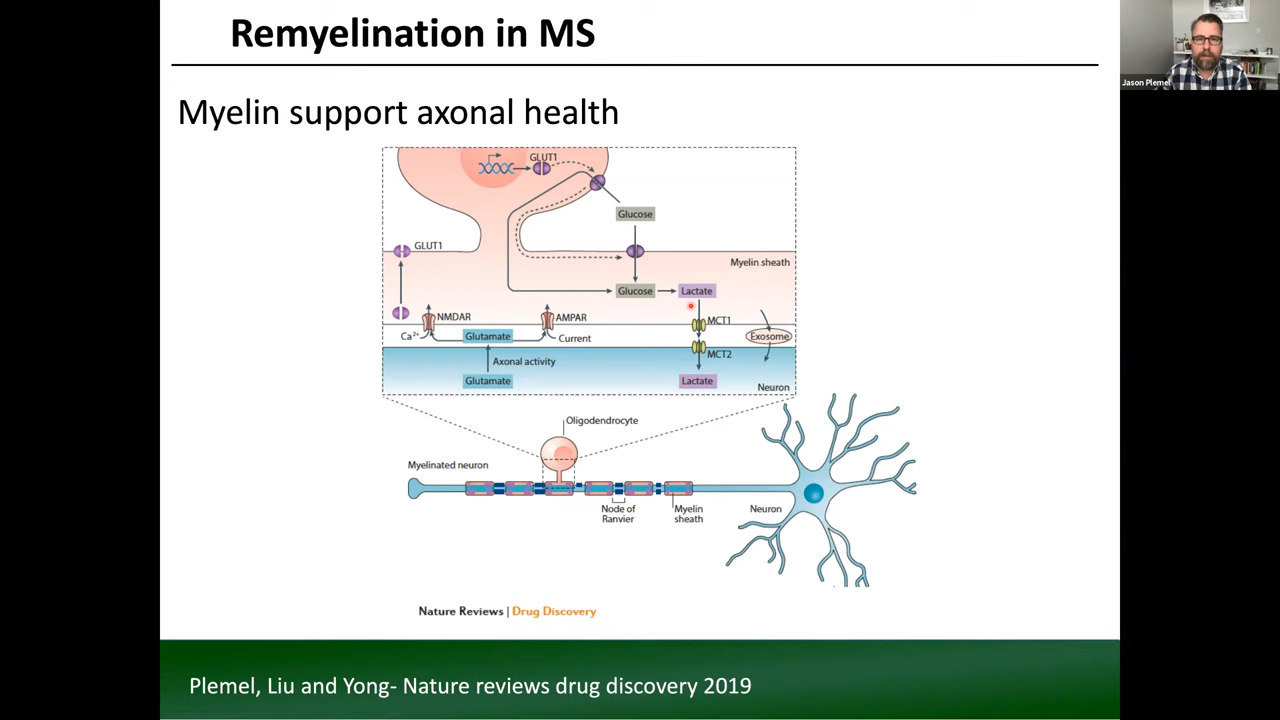 Remyelination in MS
Jason Plemel
Myelin support axonal health
GLUT1
Glucose
GLUT1
Myelin sheath
Glucose
Lactate
NMDAR
AMPAR
MCT1
Ca2+
Glutamate
Current
Exosome
MCT2
Axonal activity
Glutamate
Lactate
Neuron
Oligodendrocyte
Myelinated neuron
Node of
Ranvier
Myelin
sheath
Neuron
Nature Reviews | Drug Discovery
Plemel, Liu and Yong- Nature reviews drug discovery 2019